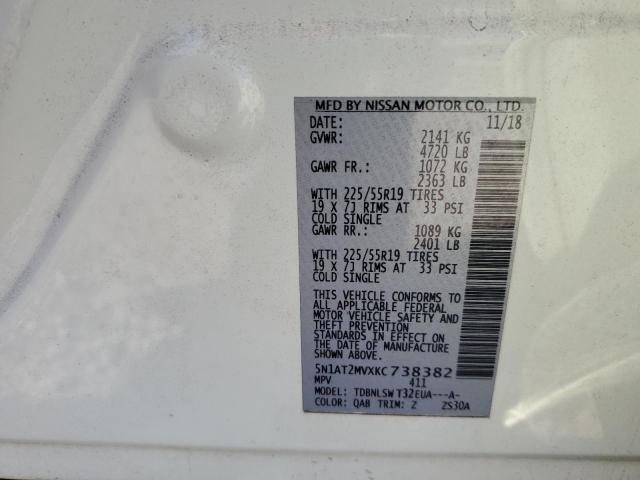 MFD BY NISSAN MOTOR CO., LTD.
DATE: 11/18
GVWR: 2141 KG
4720 LB
GAWR FR.: 1072 KG
2363 LB
WITH 225/55R19 TIRES
19 X 7J RIMS AT 33 PSI
COLD SINGLE
GAWR RR.: 1089 KG
2401 LB
WITH 225/55R19 TIRES
19 X 7J RIMS AT 33 PSI
COLD SINGLE
THIS VEHICLE CONFORMS TO
ALL APPLICABLE FEDERAL
MOTOR VEHICLE SAFETY AND
THEFT PREVENTION
STANDARDS IN EFFECT ON
THE DATE OF MANUFACTURE
SHOWN ABOVE.
5N1AT2MVXKC738382
MPV 411
MODEL: TDBNLSW T32EUA---A-
COLOR: QAB TRIM: Z ZS30A